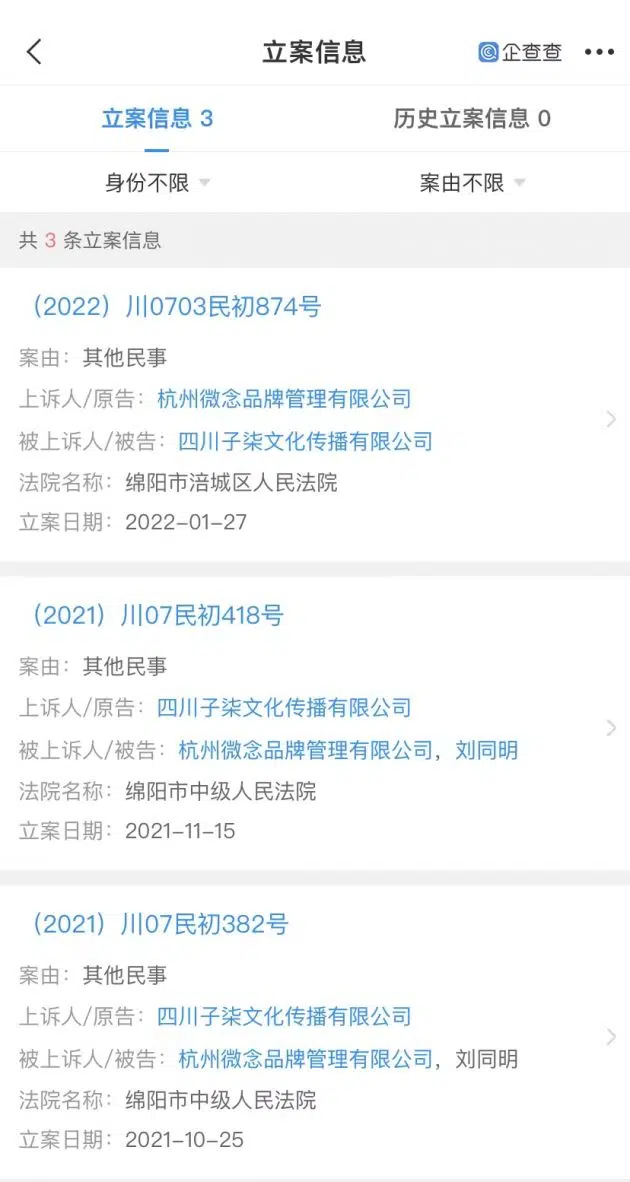 立案信息
企查查
立案信息 3
历史立案信息 0
身份不限
案由不限
共 3 条立案信息
（2022）川0703民初874号
案由：其他民事
上诉人/原告：杭州微念品牌管理有限公司
被上诉人/被告：四川子柒文化传播有限公司
法院名称：绵阳市涪城区人民法院
立案日期：2022-01-27
（2021）川07民初418号
案由：其他民事
上诉人/原告：四川子柒文化传播有限公司
被上诉人/被告：杭州微念品牌管理有限公司，刘同明
法院名称：绵阳市中级人民法院
立案日期：2021-11-15
（2021）川07民初382号
案由：其他民事
上诉人/原告：四川子柒文化传播有限公司
被上诉人/被告：杭州微念品牌管理有限公司，刘同明
法院名称：绵阳市中级人民法院
立案日期：2021-10-25